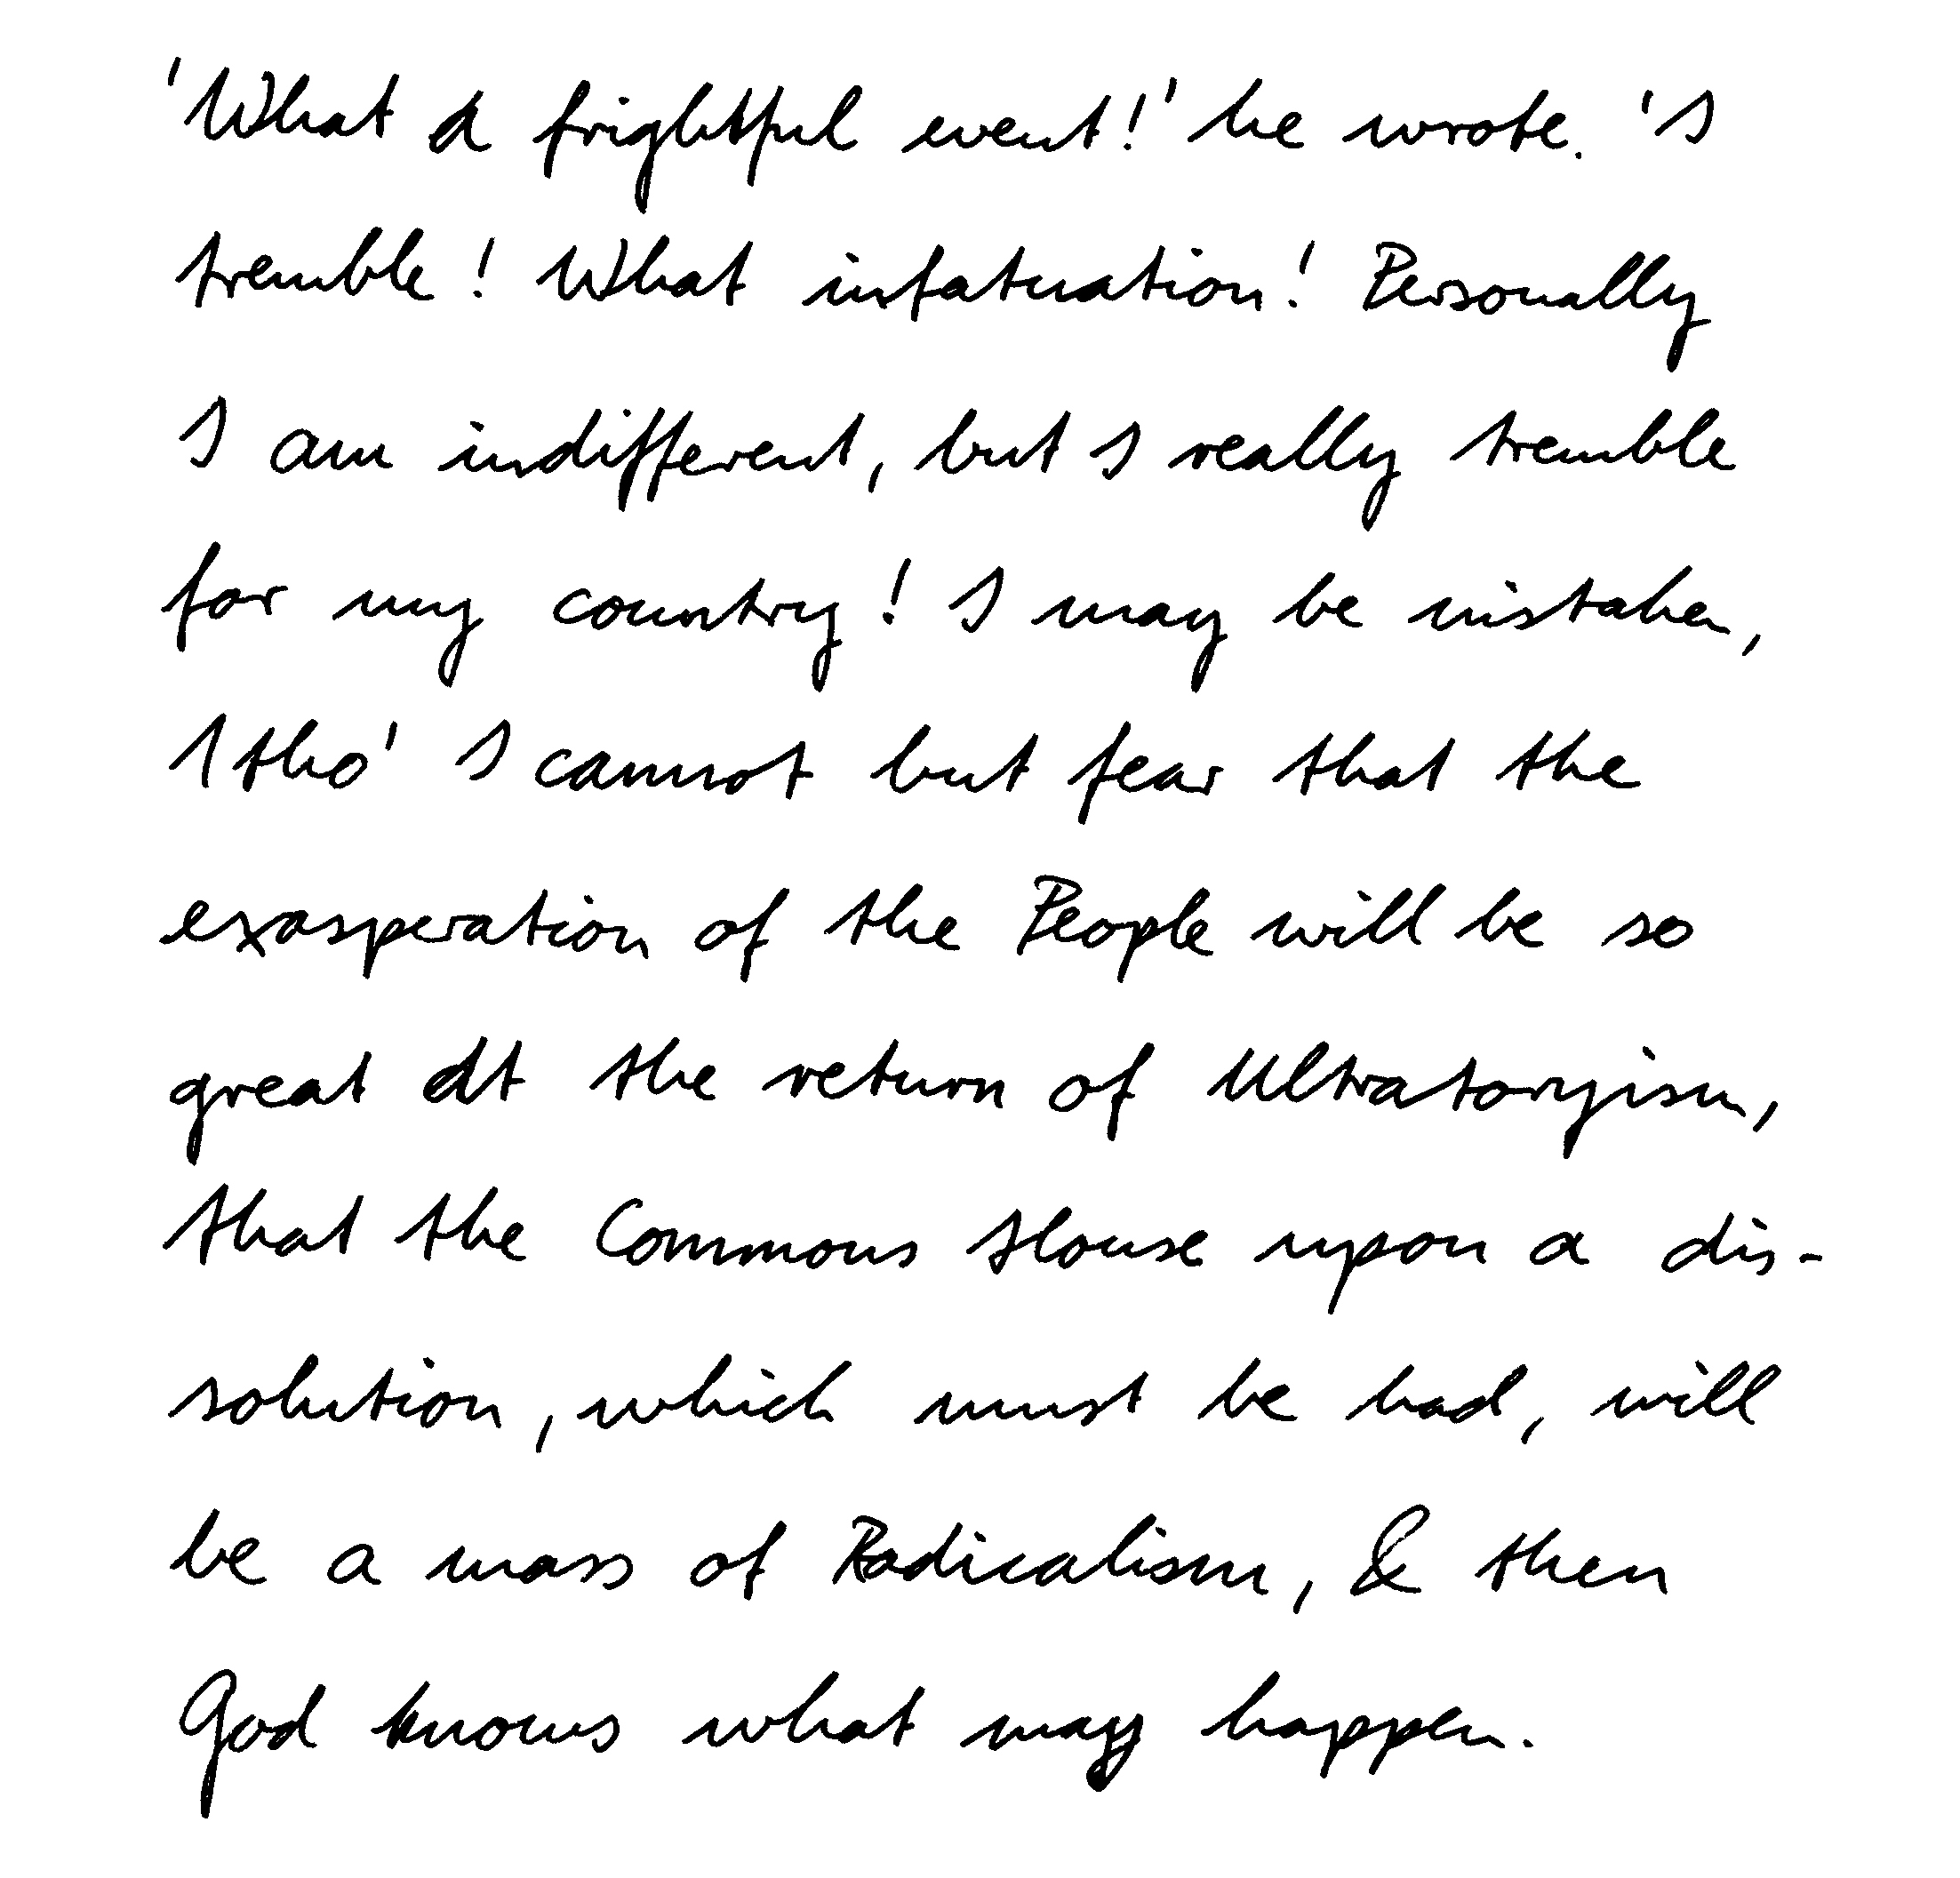 'What a frightful event!' he wrote. 'I
tremble! What infatuation! Personally
I am indifferent, but I really tremble
for my country! I may be mistaken,
(tho' I cannot but fear that the
exasperation of the People will be so
great at the return of Ultratoryism,
that the Commons House upon a dis-
solution, which must be had, will
be a mass of Radicalism, & then
God knows what may happen.